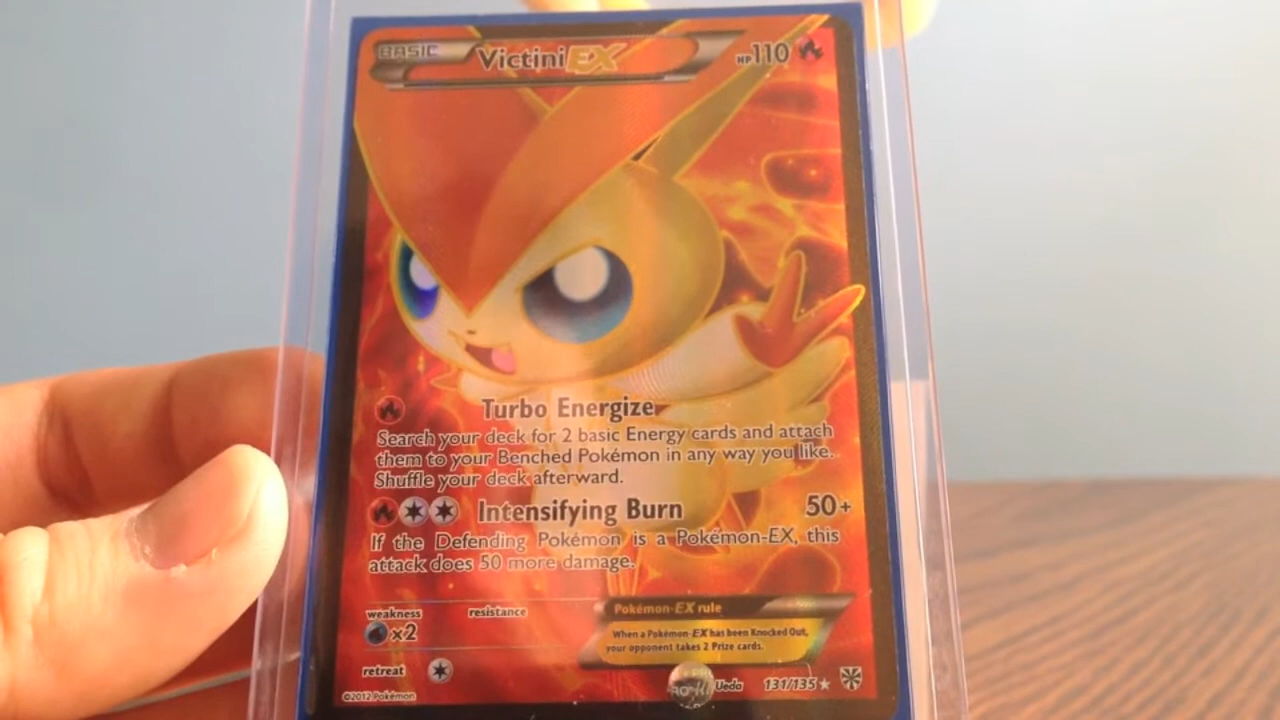 BASIC Victini EX HP110
Turbo Energize
Search your deck for 2 basic Energy cards and attach
them to your Benched Pokémon in any way you like.
Shuffle your deck afterward.
Intensifying Burn 50+
If the Defending Pokémon is a Pokémon-EX, this
attack does 50 more damage.
weakness resistance
×2
Pokémon-EX rule
When a Pokémon-EX has been Knocked Out,
your opponent takes 2 Prize cards.
retreat
©2012 Pokémon Ueda 131/135